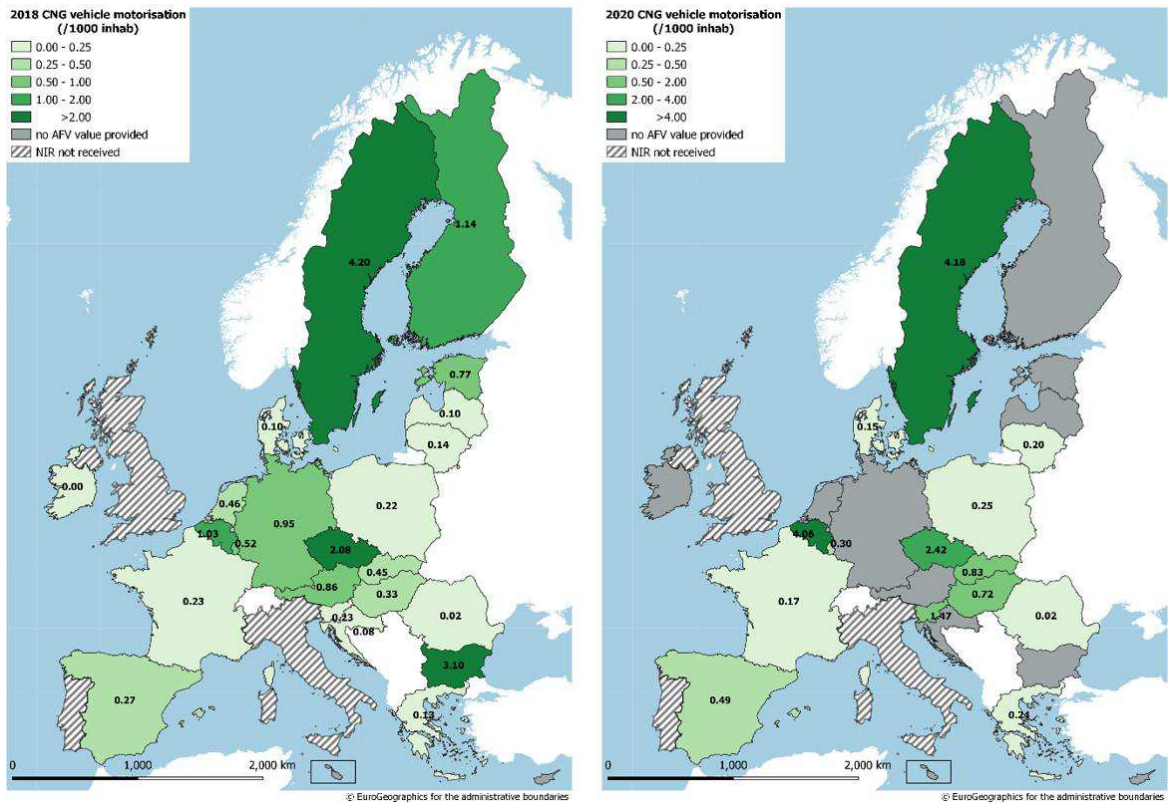 2018 CNG vehicle motorisation
(/1000 inhab)
0.00 - 0.25
0.25 - 0.50
0.50 - 1.00
1.00 - 2.00
>2.00
no AFV value provided
NIR not received
4.20
1.14
0.77
0.10
0.14
0.10
0.00
0.46
0.22
0.95
1.03
0.52
2.08
0.45
0.86
0.33
0.23
0.23
0.08
0.02
3.10
0.27
0.13
0
1,000
2,000 km
© EuroGeographics for the administrative boundaries
2020 CNG vehicle motorisation
(/1000 inhab)
0.00 - 0.25
0.25 - 0.50
0.50 - 2.00
2.00 - 4.00
>4.00
no AFV value provided
NIR not received
4.18
0.15
0.20
0.25
4.06
0.30
2.42
0.83
0.72
0.17
1.47
0.02
0.49
0.24
0
1,000
2,000 km
© EuroGeographics for the administrative boundaries